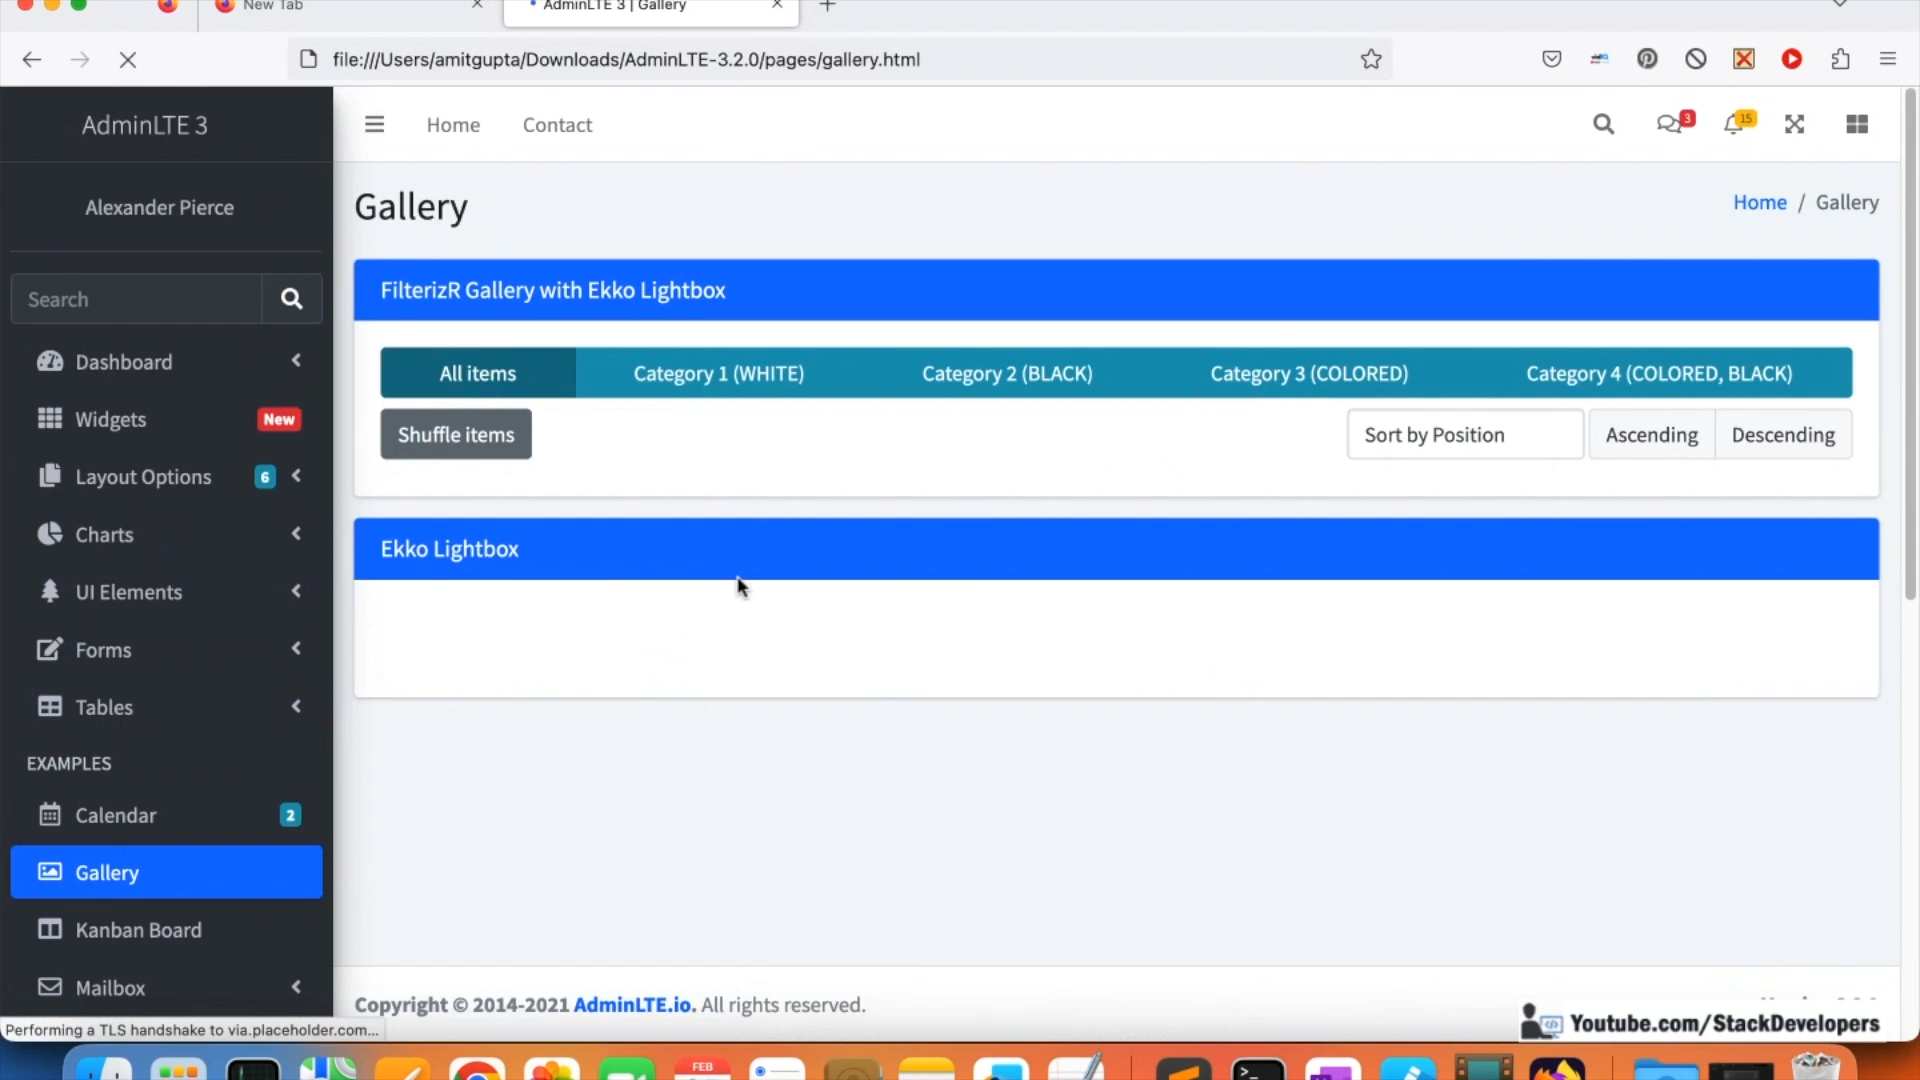 New Tab
AdminLTE 3 | Gallery
file:///Users/amitgupta/Downloads/AdminLTE-3.2.0/pages/gallery.html
AdminLTE 3
Home
Contact
3
15
Alexander Pierce
Gallery
Home / Gallery
Search
FilterizR Gallery with Ekko Lightbox
Dashboard
All items
Category 1 (WHITE)
Category 2 (BLACK)
Category 3 (COLORED)
Category 4 (COLORED, BLACK)
Widgets
New
Shuffle items
Sort by Position
Ascending
Descending
Layout Options
6
Charts
Ekko Lightbox
UI Elements
Forms
Tables
EXAMPLES
Calendar
2
Gallery
Kanban Board
Mailbox
Copyright © 2014-2021 AdminLTE.io. All rights reserved.
Youtube.com/StackDevelopers
Performing a TLS handshake to via.placeholder.com...
FEB